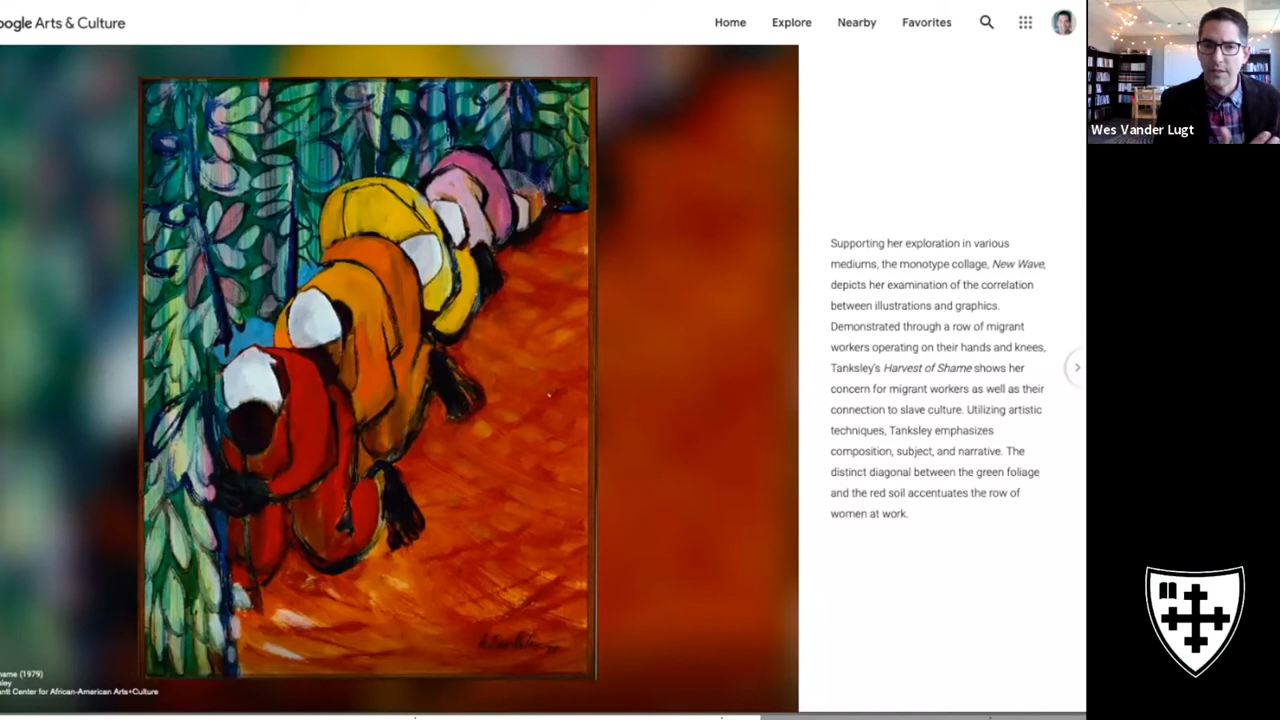 oogle Arts & Culture
Home Explore Nearby Favorites
Wes Vander Lugt
Supporting her exploration in various
mediums, the monotype collage, New Wave,
depicts her examination of the correlation
between illustrations and graphics.
Demonstrated through a row of migrant
workers operating on their hands and knees,
Tanksley's Harvest of Shame shows her
concern for migrant workers as well as their
connection to slave culture. Utilizing artistic
techniques, Tanksley emphasizes
composition, subject, and narrative. The
distinct diagonal between the green foliage
and the red soil accentuates the row of
women at work.
hame (1979)
sley
antt Center for African-American Arts+Culture